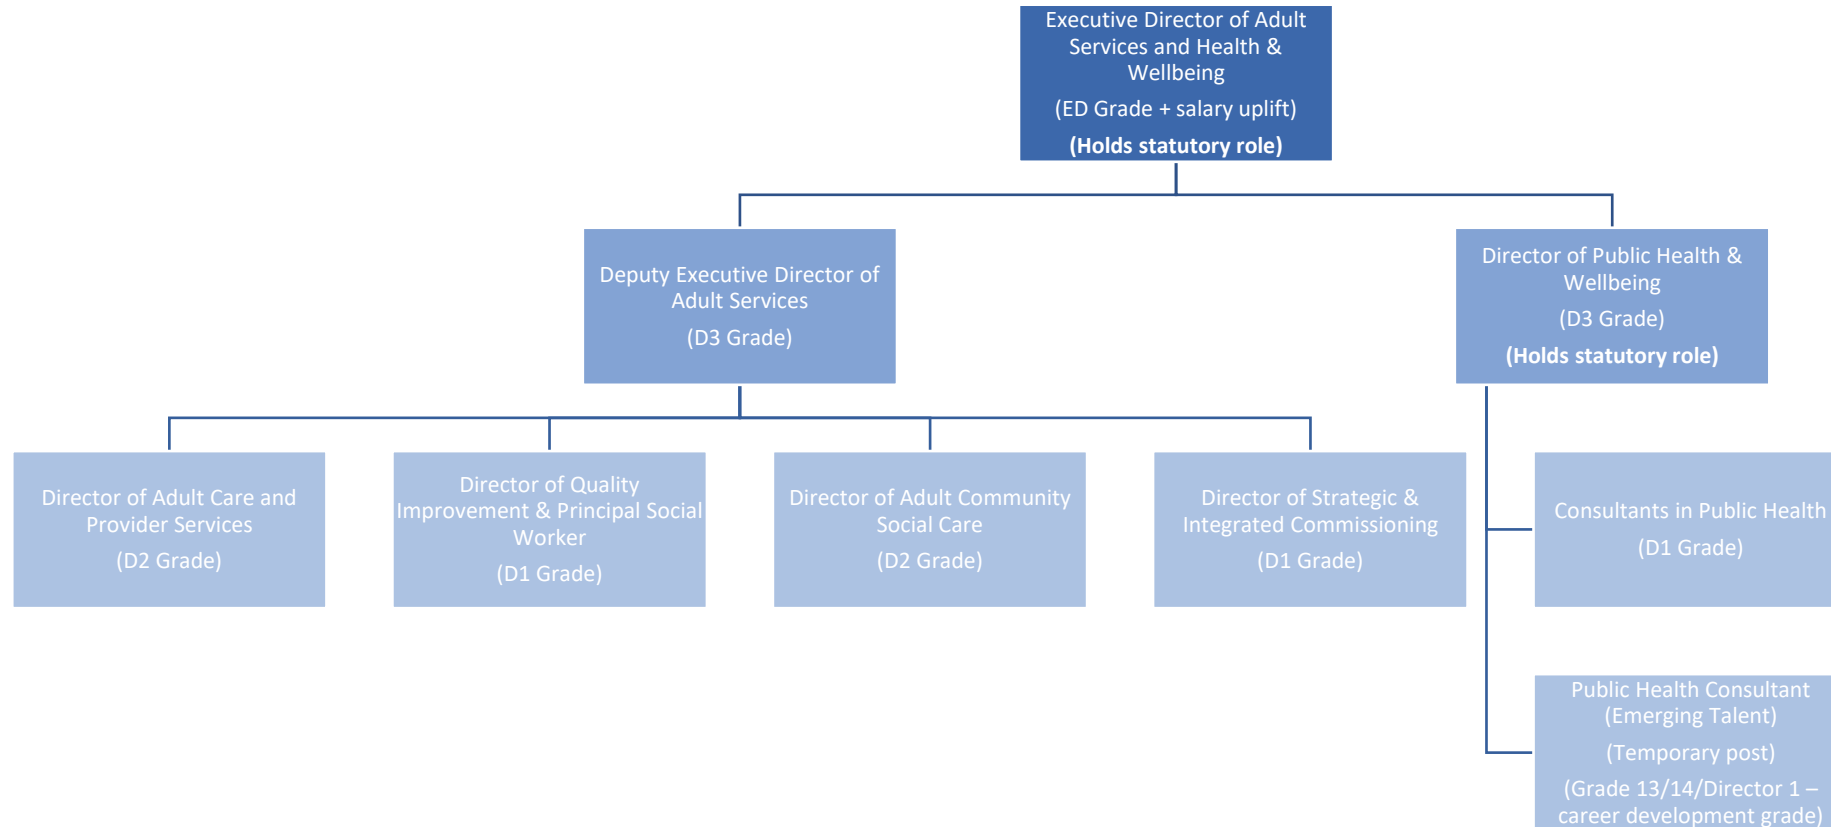 Executive Director of Adult
Services and Health &
Wellbeing
(ED Grade + salary uplift)
(Holds statutory role)
Deputy Executive Director of
Adult Services
(D3 Grade)
Director of Public Health &
Wellbeing
(D3 Grade)
(Holds statutory role)
Director of Adult Care and
Provider Services
(D2 Grade)
Director of Quality
Improvement & Principal Social
Worker
(D1 Grade)
Director of Adult Community
Social Care
(D2 Grade)
Director of Strategic &
Integrated Commissioning
(D1 Grade)
Consultants in Public Health
(D1 Grade)
Public Health Consultant
(Emerging Talent)
(Temporary post)
(Grade 13/14/Director 1 –
career development grade)